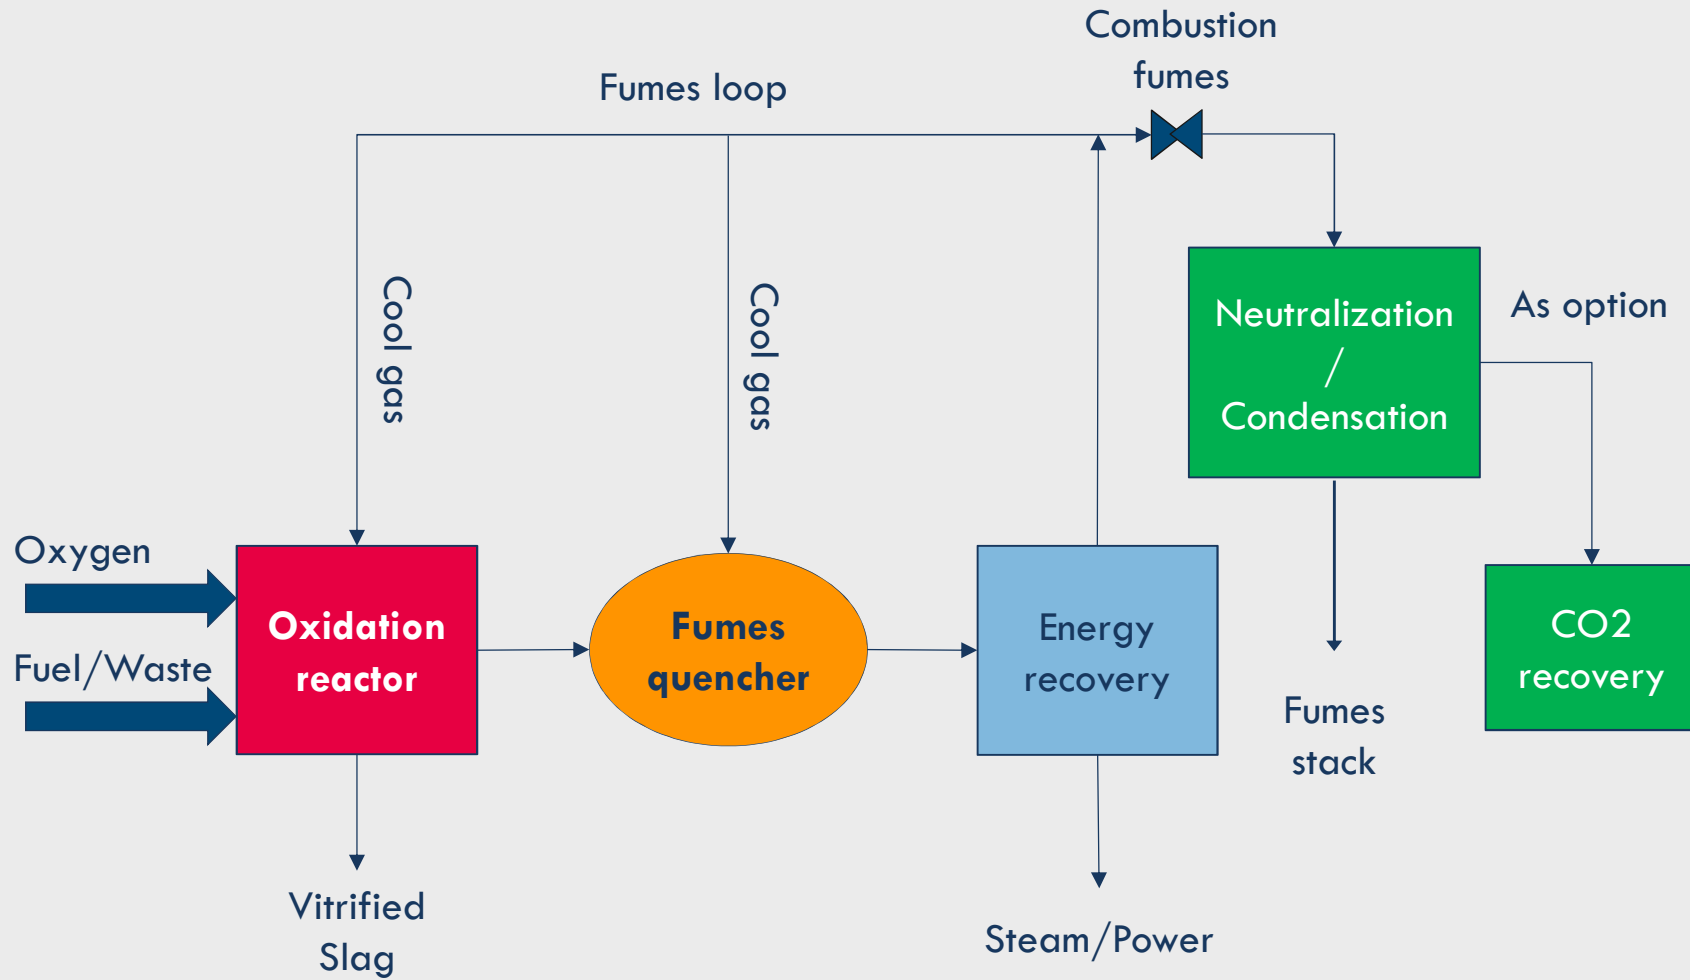 Combustion
fumes
Fumes loop
Cool gas
Cool gas
Neutralization
/
Condensation
As option
Oxygen
Fuel/Waste
Oxidation
reactor
Fumes
quencher
Energy
recovery
CO2
recovery
Fumes
stack
Vitrified
Slag
Steam/Power